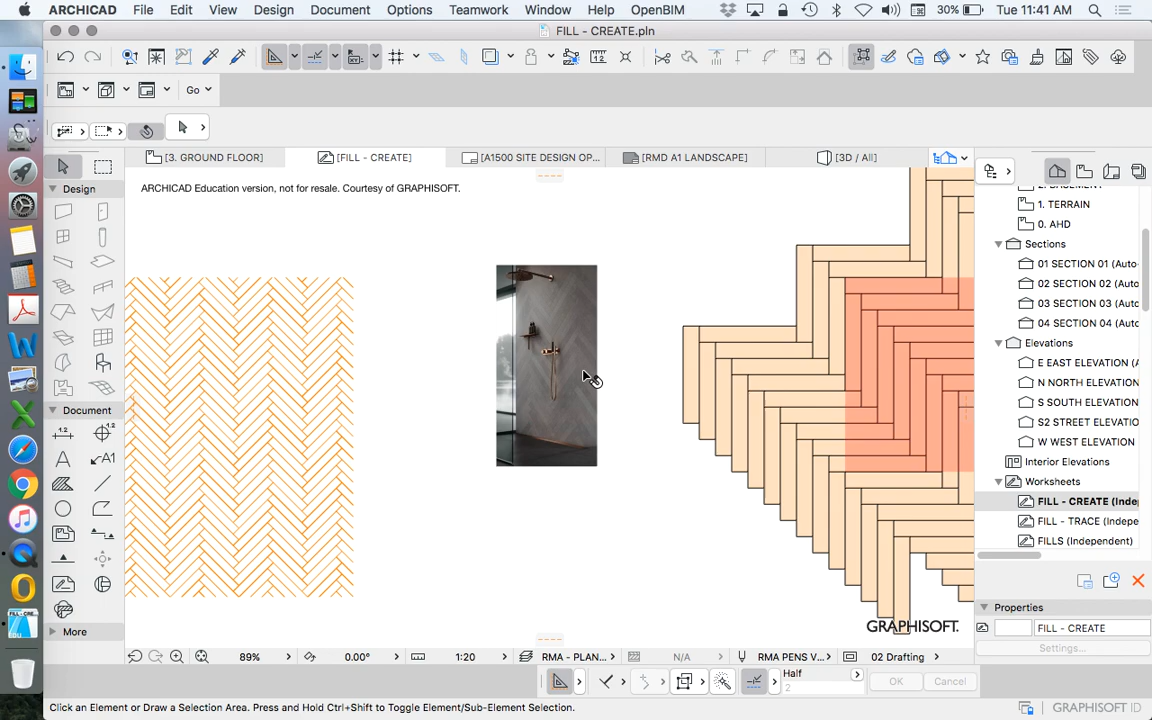 ARCHICAD File Edit View Design Document Options Teamwork Window Help OpenBIM 30% Tue 11:41 AM
FILL - CREATE.pln
Go
[3. GROUND FLOOR] [FILL - CREATE] [A1500 SITE DESIGN OP... [RMD A1 LANDSCAPE] [3D / All]
ARCHICAD Education version, not for resale. Courtesy of GRAPHISOFT.
Design
Document
More
1. TERRAIN
0. AHD
Sections
01 SECTION 01 (Auto-
02 SECTION 02 (Auto
03 SECTION 03 (Autc
04 SECTION 04 (Autc
Elevations
E EAST ELEVATION (A
N NORTH ELEVATION
S SOUTH ELEVATION
S2 STREET ELEVATIO
W WEST ELEVATION
Interior Elevations
Worksheets
FILL - CREATE (Inde
FILL - TRACE (Indepe
FILLS (Independent)
Properties
FILL - CREATE
Settings...
GRAPHISOFT.
89% 0.00° 1:20 RMA - PLAN... N/A RMA PENS V... 02 Drafting
Half
2
OK Cancel
Click an Element or Draw a Selection Area. Press and Hold Ctrl+Shift to Toggle Element/Sub-Element Selection.
GRAPHISOFT ID